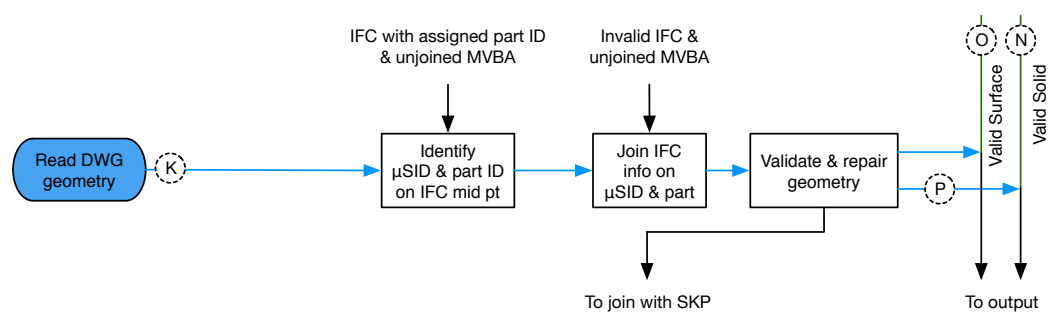 IFC with assigned part ID
& unjoined MVBA
Invalid IFC &
unjoined MVBA
O
N
Valid Surface
Valid Solid
Read DWG
geometry
K
Identify
µSID & part ID
on IFC mid pt
Join IFC
info on
µSID & part
Validate & repair
geometry
P
To join with SKP
To output